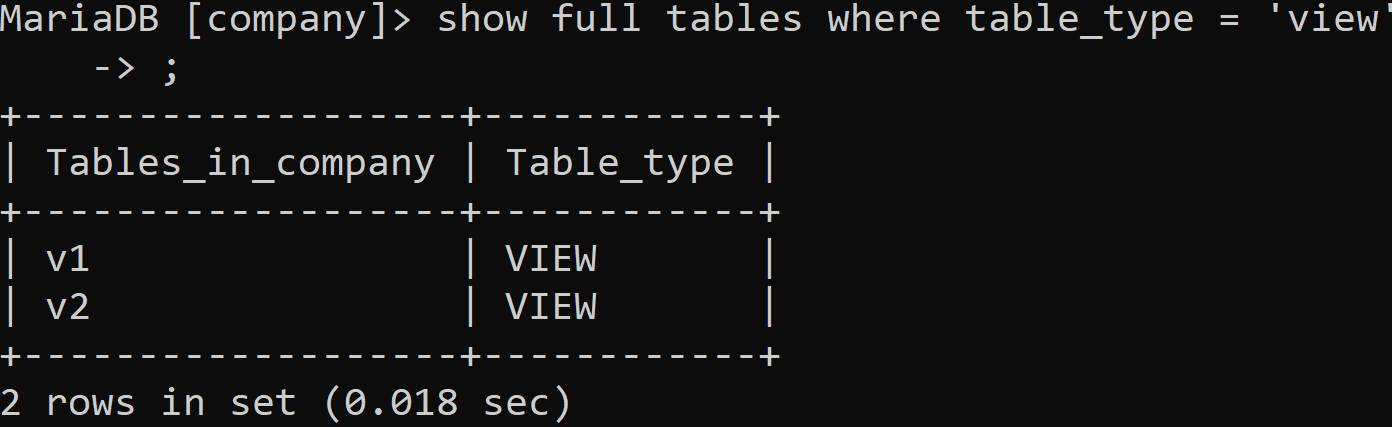 MariaDB [company]> show full tables where table_type = 'view'
    -> ;
+-------------------+------------+
| Tables_in_company | Table_type |
+-------------------+------------+
| v1                | VIEW       |
| v2                | VIEW       |
+-------------------+------------+
2 rows in set (0.018 sec)